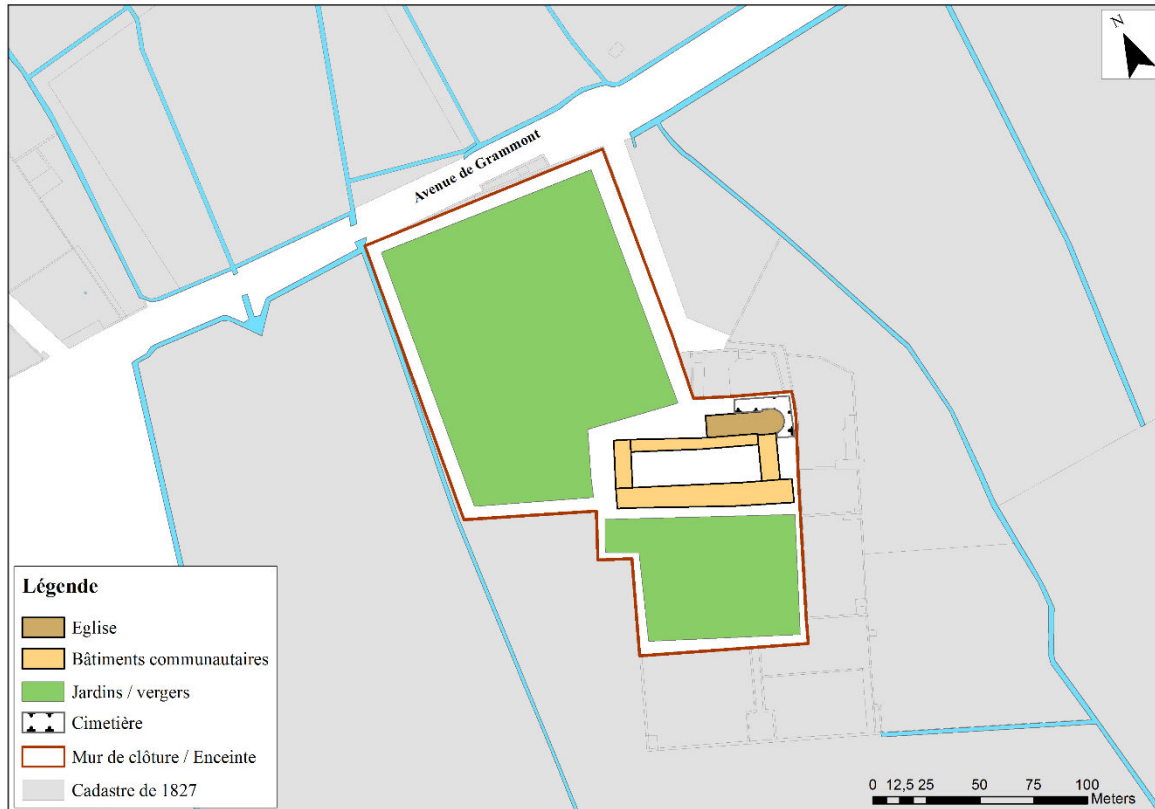 N
Avenue de Grammont
Légende
Eglise
Bâtiments communautaires
Jardins / vergers
Cimetière
Mur de clôture / Enceinte
Cadastre de 1827
0 12,5 25 50 75 100
Meters